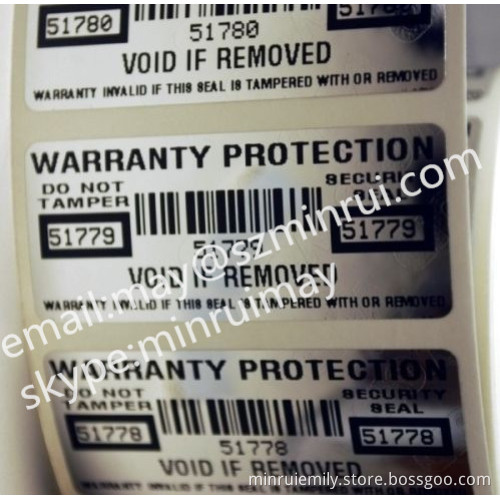 51780
51780
51780
VOID IF REMOVED
WARRANTY INVALID IF THIS SEAL IS TAMPERED WITH OR REMOVED
WARRANTY PROTECTION
DO NOT
TAMPER
SECURITY
SEAL
51779
51779
51779
VOID IF REMOVED
WARRANTY INVALID IF THIS SEAL IS TAMPERED WITH OR REMOVED
email:may@szminrui.com
skype:minruimay
WARRANTY PROTECTION
DO NOT
TAMPER
SECURITY
SEAL
51778
51778
51778
VOID IF REMOVED
minruiemily.store.bossgoo.com